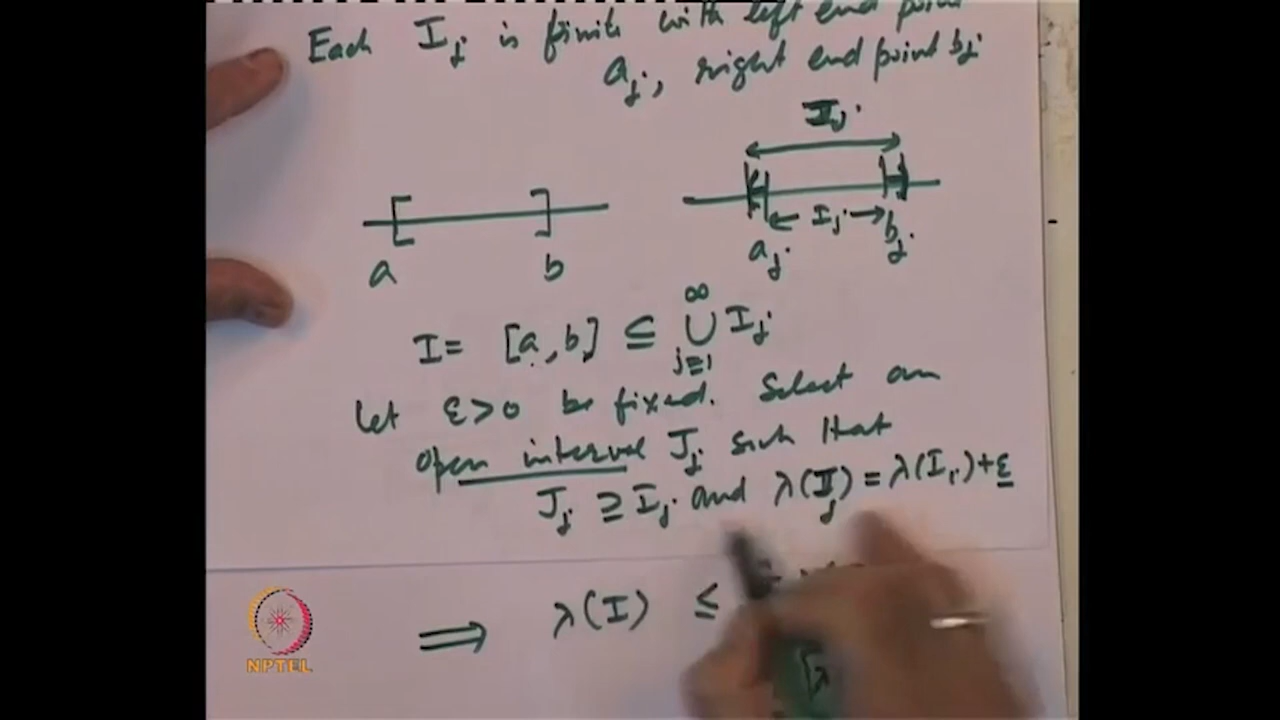 Each I_j is finite with left end point
a_j, right end point b_j
I_j
I_j
a b
a_j b_j
I = [a, b] ⊆ ∞∪j=1 I_j
Let ε > 0 be fixed. Select an
open interval J_j such that
J_j ⊇ I_j and λ(J_j) = λ(I_j) + ε
⟹ λ(I) ≤
λ
NPTEL